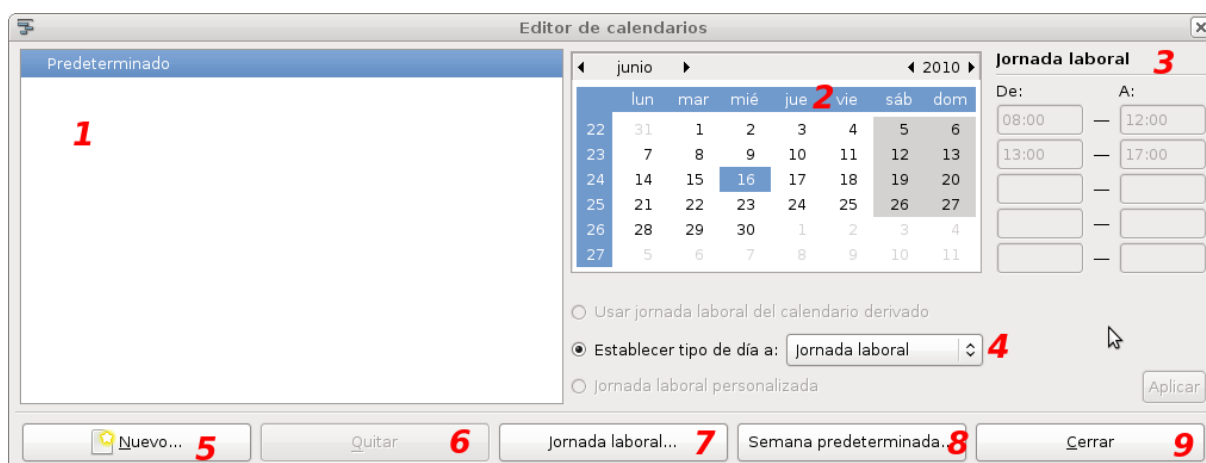 Editor de calendarios
Predeterminado
1
junio 2010
lun mar mié jue 2 vie sáb dom
22 31 1 2 3 4 5 6
23 7 8 9 10 11 12 13
24 14 15 16 17 18 19 20
25 21 22 23 24 25 26 27
26 28 29 30 1 2 3 4
27 5 6 7 8 9 10 11
Jornada laboral 3
De: A:
08:00 — 12:00
13:00 — 17:00
—
—
—
Usar jornada laboral del calendario derivado
Establecer tipo de día a: Jornada laboral 4
Jornada laboral personalizada
Aplicar
Nuevo... 5
Quitar 6
Jornada laboral... 7
Semana predeterminada.. 8
Cerrar 9